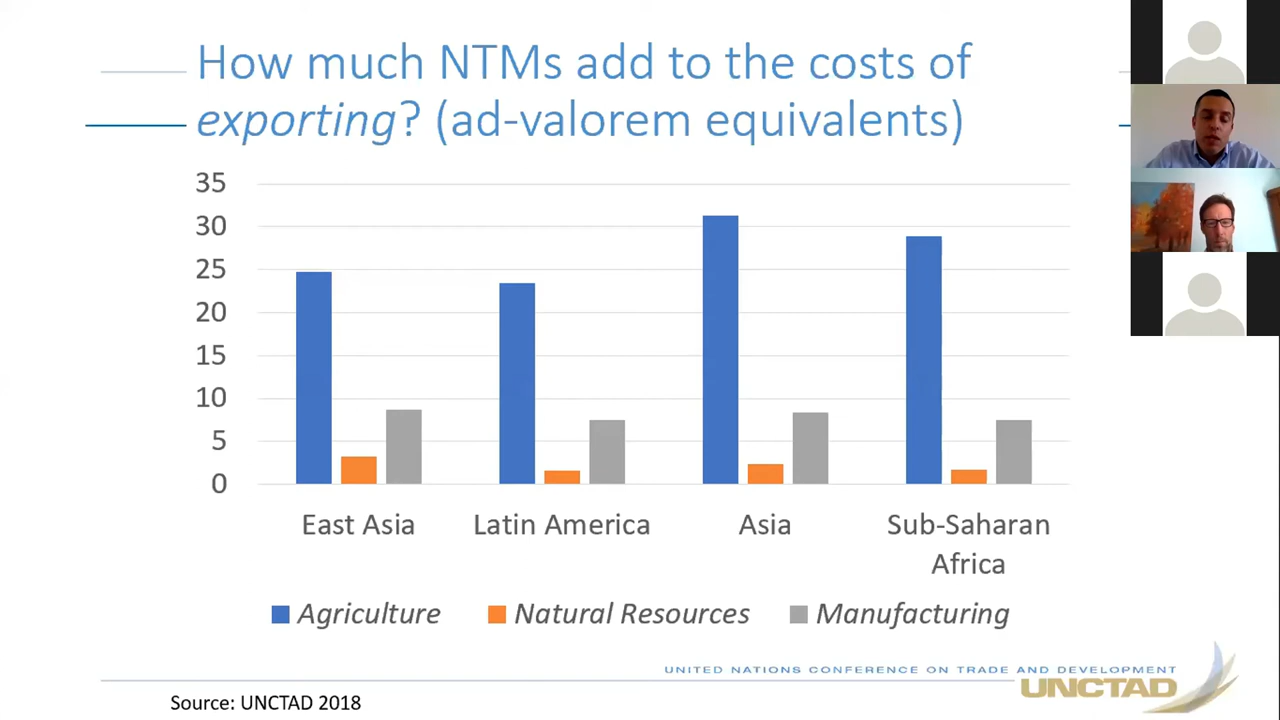 How much NTMs add to the costs of
exporting? (ad-valorem equivalents)
35
30
25
20
15
10
5
0
East Asia
Latin America
Asia
Sub-Saharan
Africa
Agriculture
Natural Resources
Manufacturing
UNITED NATIONS CONFERENCE ON TRADE AND DEVELOPMENT
UNCTAD
Source: UNCTAD 2018